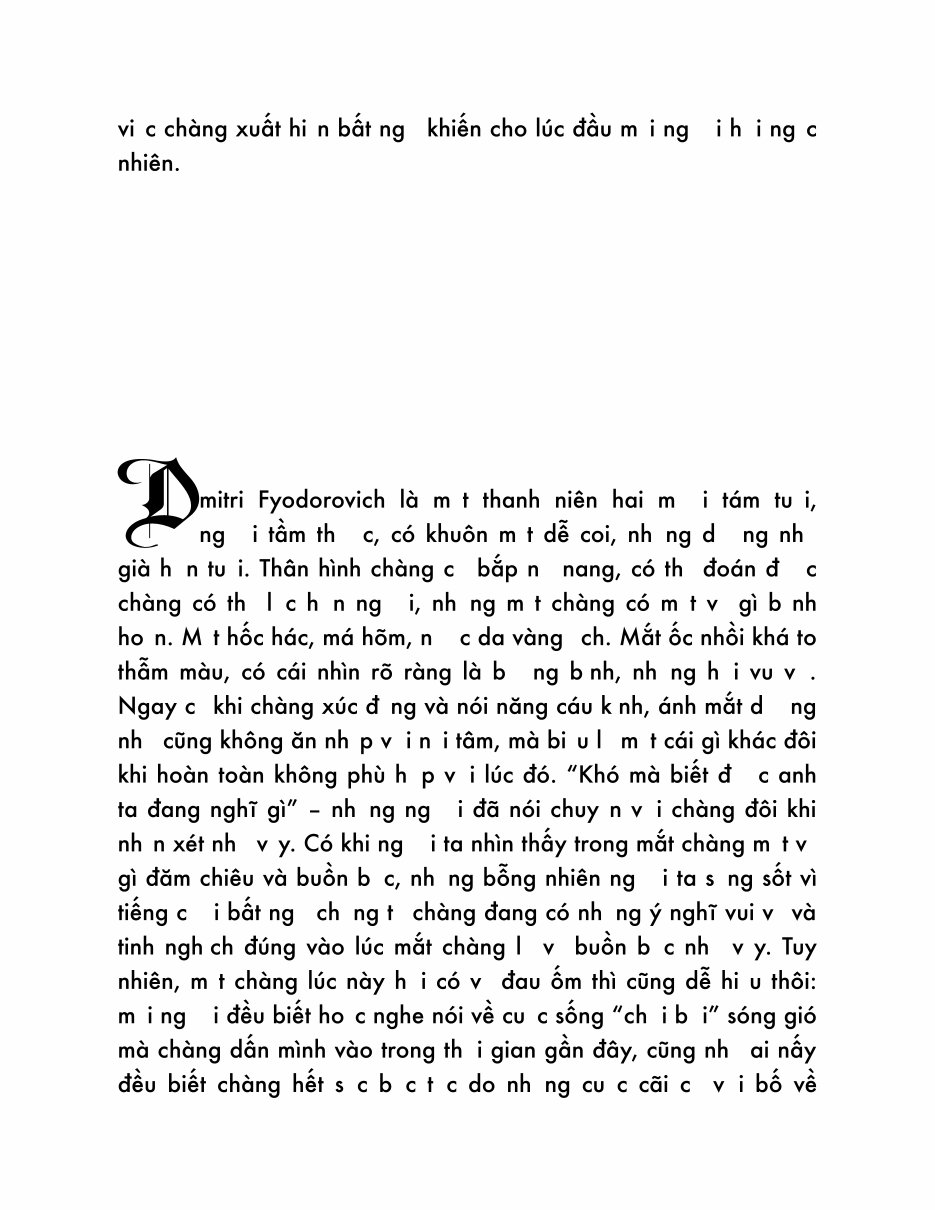 vi c chàng xuất hi n bất ng khiến cho lúc đầu m i ng i h i ng c
nhiên.
Dmitri Fyodorovich là m t thanh niên hai m i tám tu i,
ng i tầm th c, có khuôn m t dễ coi, nh ng d ng nh
già h n tu i. Thân hình chàng c bắp n nang, có th đoán đ c
chàng có th l c h n ng i, nh ng m t chàng có m t v gì b nh
ho n. M t hốc hác, má hõm, n c da vàng ch. Mắt ốc nhồi khá to
thẫm màu, có cái nhìn rõ ràng là b ng b nh, nh ng h i vu v .
Ngay c khi chàng xúc đ ng và nói năng cáu k nh, ánh mắt d ng
nh cũng không ăn nh p v i n i tâm, mà bi u l m t cái gì khác đôi
khi hoàn toàn không phù h p v i lúc đó. “Khó mà biết đ c anh
ta đang nghĩ gì” – nh ng ng i đã nói chuy n v i chàng đôi khi
nh n xét nh v y. Có khi ng i ta nhìn thấy trong mắt chàng m t v
gì đăm chiêu và buồn b c, nh ng bỗng nhiên ng i ta s ng sốt vì
tiếng c i bất ng ch ng t chàng đang có nh ng ý nghĩ vui v và
tinh ngh ch đúng vào lúc mắt chàng l v buồn b c nh v y. Tuy
nhiên, m t chàng lúc này h i có v đau ốm thì cũng dễ hi u thôi:
m i ng i đều biết ho c nghe nói về cu c sống “ch i b i” sóng gió
mà chàng dấn mình vào trong th i gian gần đây, cũng nh ai nấy
đều biết chàng hết s c b c t c do nh ng cu c cãi c v i bố về